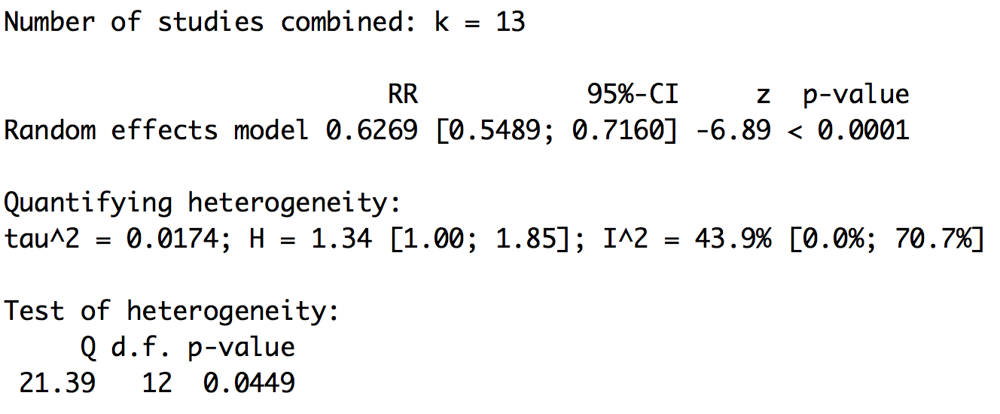 Number of studies combined: k = 13
RR 95%-CI z p-value
Random effects model 0.6269 [0.5489; 0.7160] -6.89 < 0.0001
Quantifying heterogeneity:
tau^2 = 0.0174; H = 1.34 [1.00; 1.85]; I^2 = 43.9% [0.0%; 70.7%]
Test of heterogeneity:
Q d.f. p-value
21.39 12 0.0449